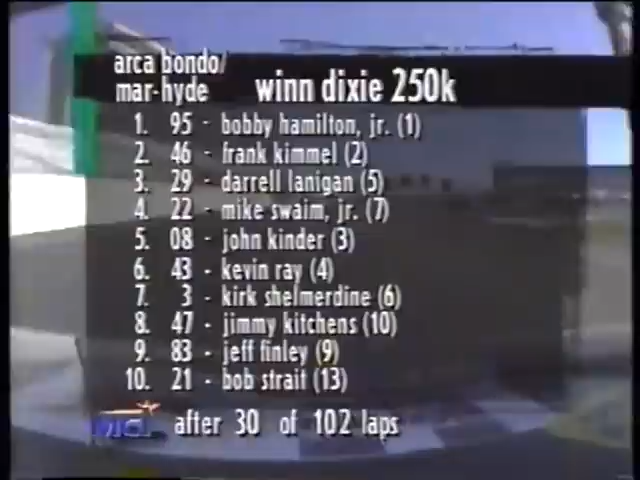 arca bondo/
mar-hyde
winn dixie 250k
1. 95 - bobby hamilton, jr. (1)
2. 46 - frank kimmel (2)
3. 29 - darrell lanigan (5)
4. 22 - mike swaim, jr. (7)
5. 08 - john kinder (3)
6. 43 - kevin ray (4)
7. 3 - kirk shelmerdine (6)
8. 47 - jimmy kitchens (10)
9. 83 - jeff finley (9)
10. 21 - bob strait (13)
after 30 of 102 laps